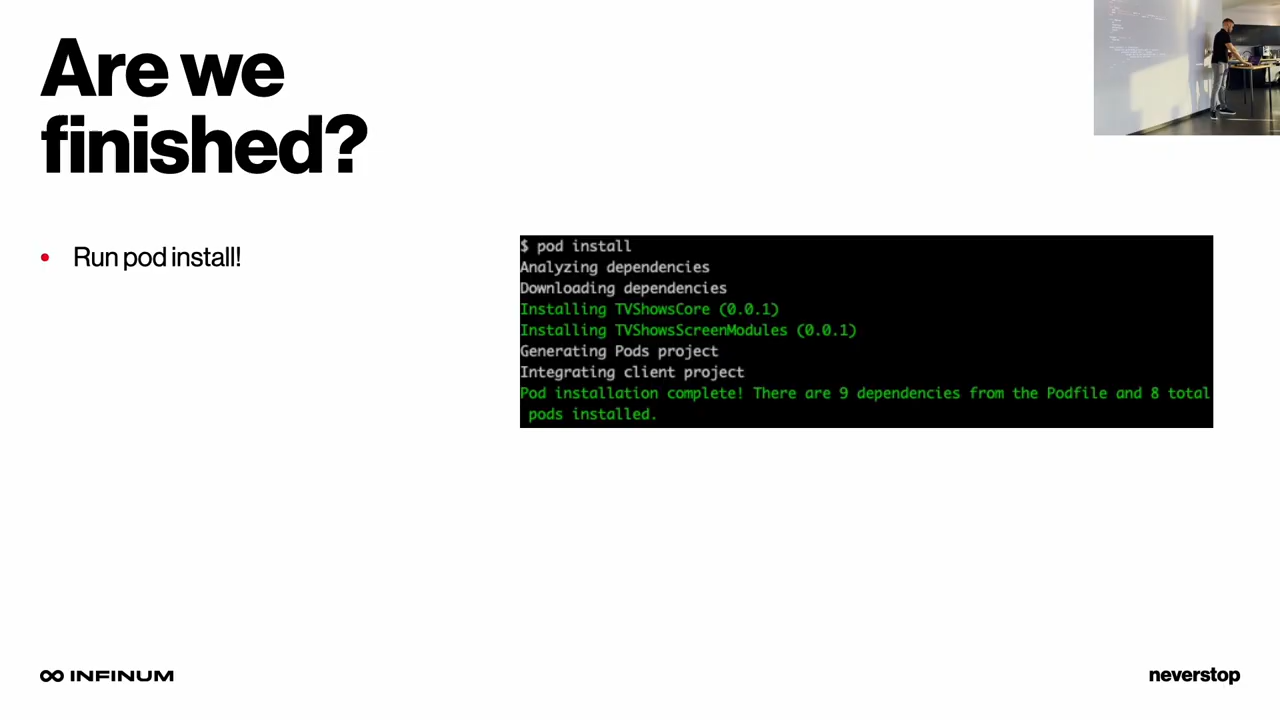 Are we
finished?
• Run pod install!
$ pod install
Analyzing dependencies
Downloading dependencies
Installing TVShowsCore (0.0.1)
Installing TVShowsScreenModules (0.0.1)
Generating Pods project
Integrating client project
Pod installation complete! There are 9 dependencies from the Podfile and 8 total
pods installed.
INFINUM
neverstop